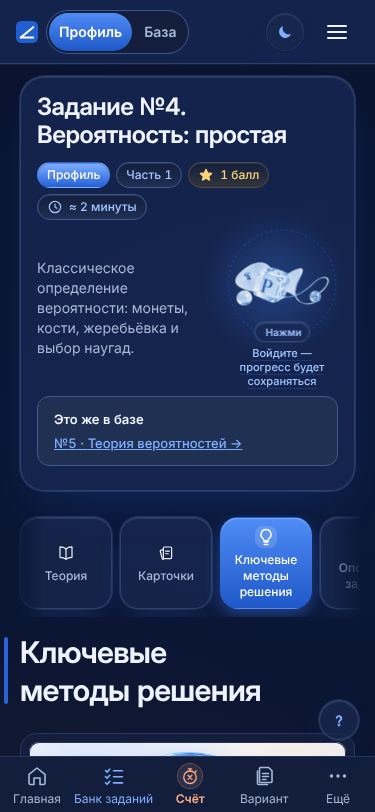 Профиль База
Задание №4.
Вероятность: простая
Профиль Часть 1 1 балл
≈ 2 минуты
Классическое
определение
вероятности: монеты,
кости, жеребьёвка и
выбор наугад.
P
Нажми
Войдите —
прогресс будет
сохраняться
Это же в базе
№5 · Теория вероятностей →
Теория
Карточки
Ключевые
методы
решения
Ключевые
методы решения
?
Главная Банк заданий Счёт Вариант Ещё